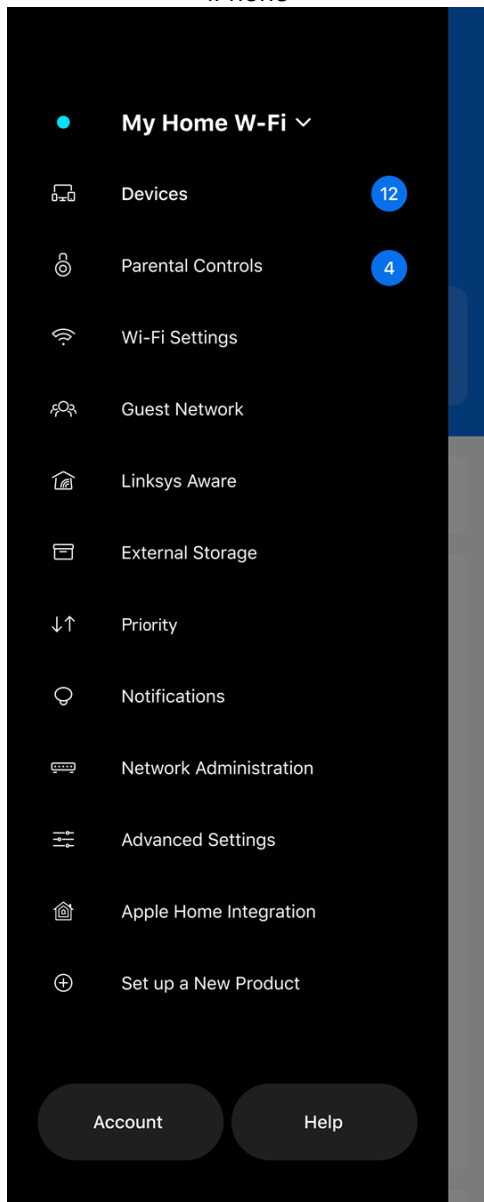 iPhone
My Home W-Fi
Devices 12
Parental Controls 4
Wi-Fi Settings
Guest Network
Linksys Aware
External Storage
Priority
Notifications
Network Administration
Advanced Settings
Apple Home Integration
Set up a New Product
Account Help